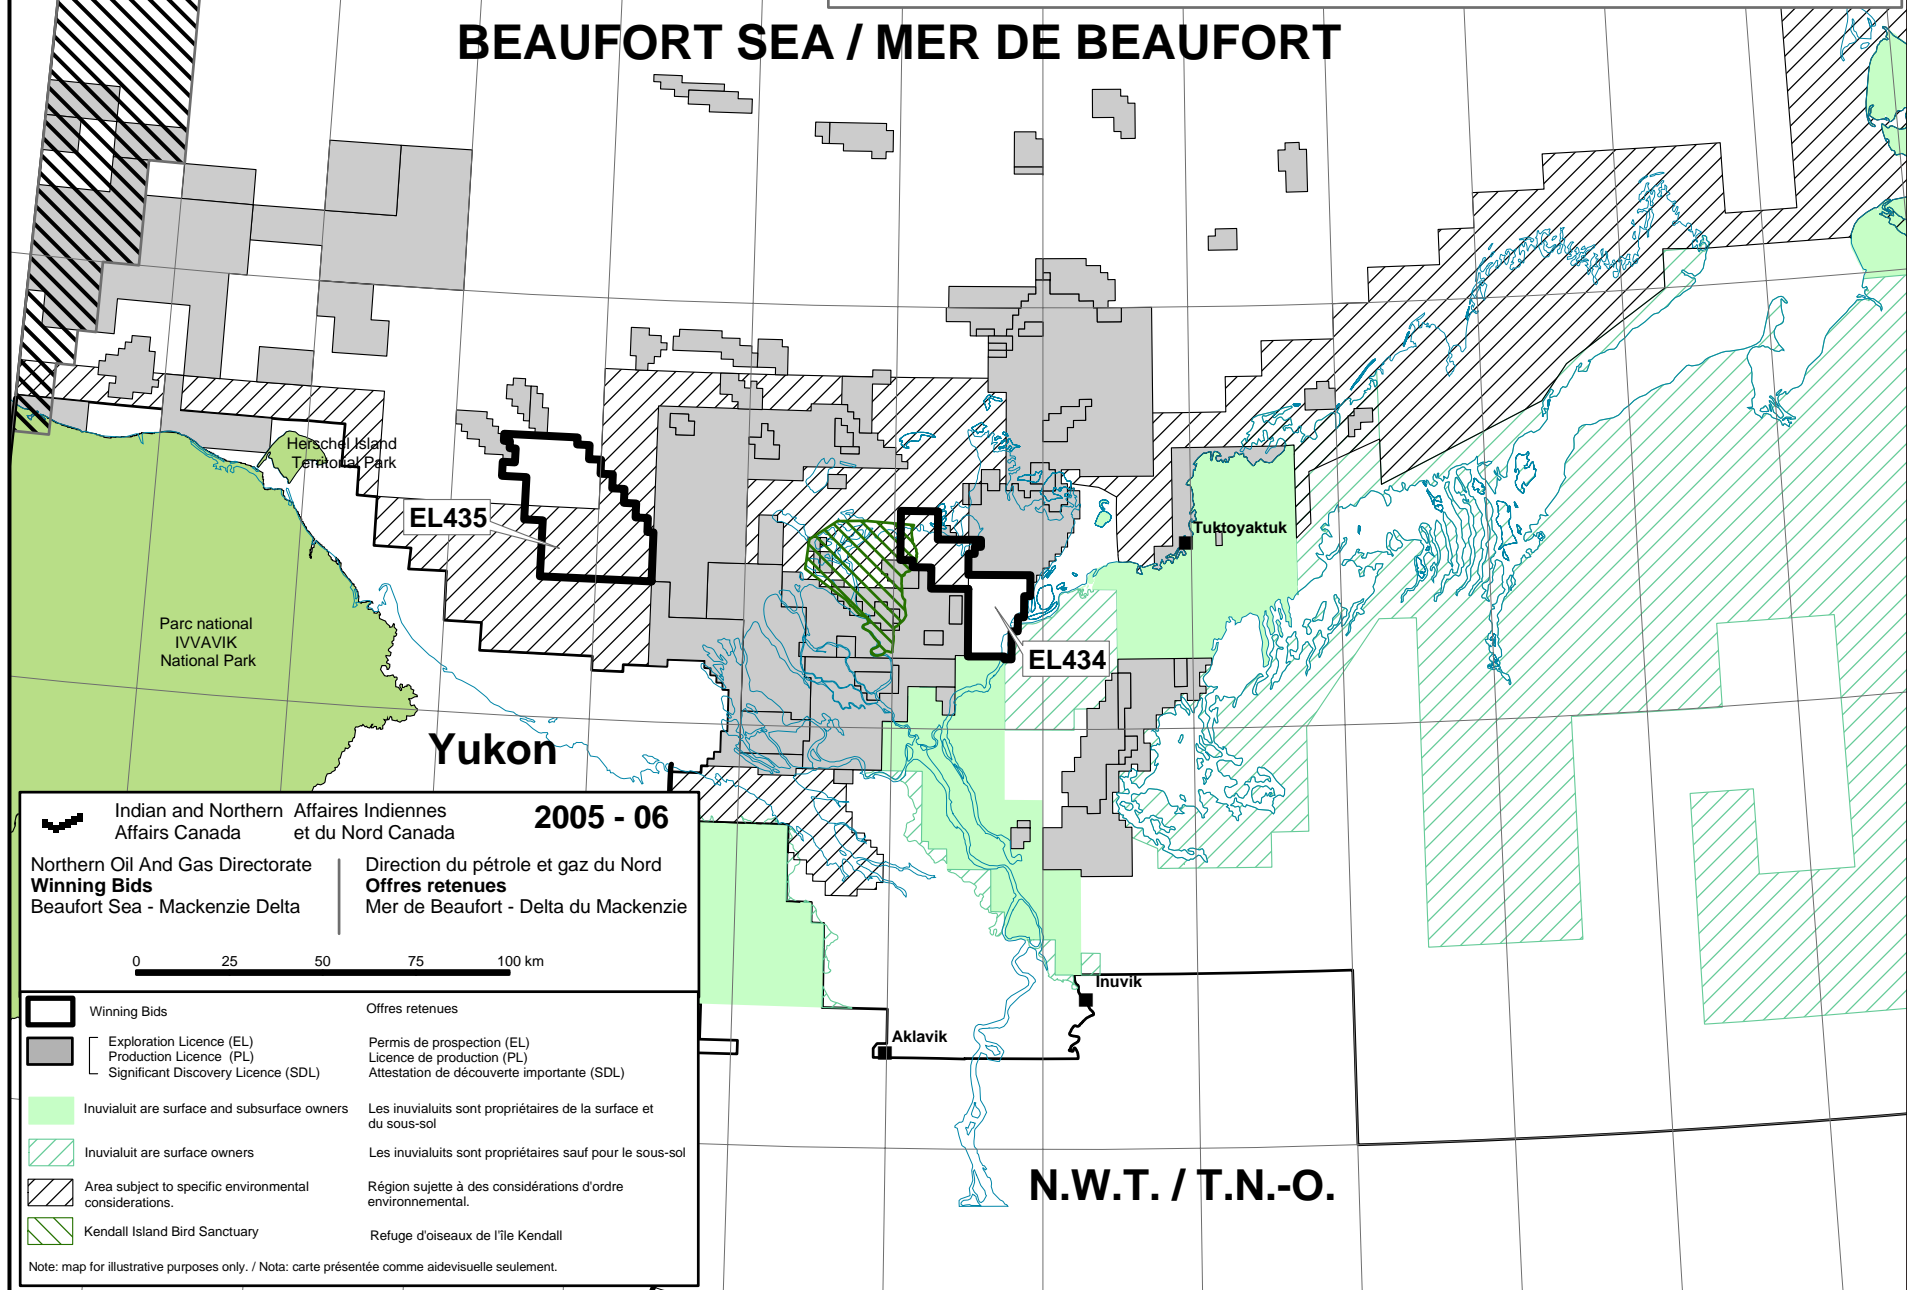 BEAUFORT SEA / MER DE BEAUFORT
Herschel Island
Territorial Park
EL435
Tuktoyaktuk
Parc national
IVVAVIK
National Park
EL434
Yukon
Indian and Northern
Affairs Canada
Affaires Indiennes
et du Nord Canada
2005 - 06
Northern Oil And Gas Directorate
Winning Bids
Beaufort Sea - Mackenzie Delta
Direction du pétrole et gaz du Nord
Offres retenues
Mer de Beaufort - Delta du Mackenzie
0 25 50 75 100 km
Winning Bids
Offres retenues
Exploration Licence (EL)
Production Licence (PL)
Significant Discovery Licence (SDL)
Permis de prospection (EL)
Licence de production (PL)
Attestation de découverte importante (SDL)
Inuvialuit are surface and subsurface owners
Les inuvialuits sont propriétaires de la surface et
du sous-sol
Inuvialuit are surface owners
Les inuvialuits sont propriétaires sauf pour le sous-sol
Area subject to specific environmental
considerations.
Région sujette à des considérations d'ordre
environnemental.
Kendall Island Bird Sanctuary
Refuge d'oiseaux de l'île Kendall
Note: map for illustrative purposes only. / Nota: carte présentée comme aidevisuelle seulement.
Inuvik
Aklavik
N.W.T. / T.N.-O.